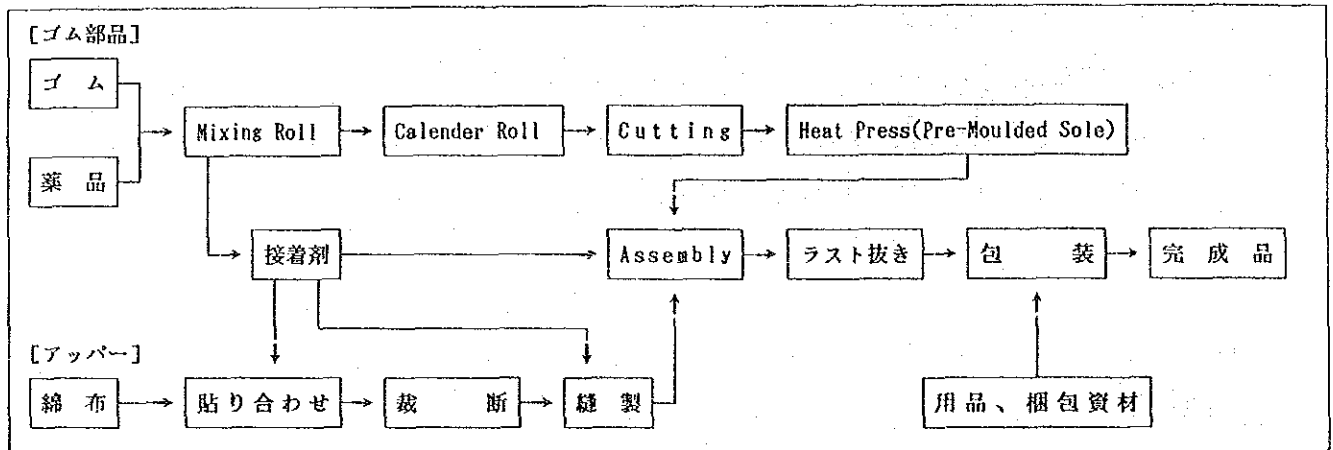 [ゴム部品]
ゴム
薬品
Mixing Roll
Calender Roll
Cutting
Heat Press(Pre-Moulded Sole)
接着剤
Assembly
ラスト抜き
包装
完成品
[アッパー]
綿布
貼り合わせ
裁断
縫製
用品、梱包資材